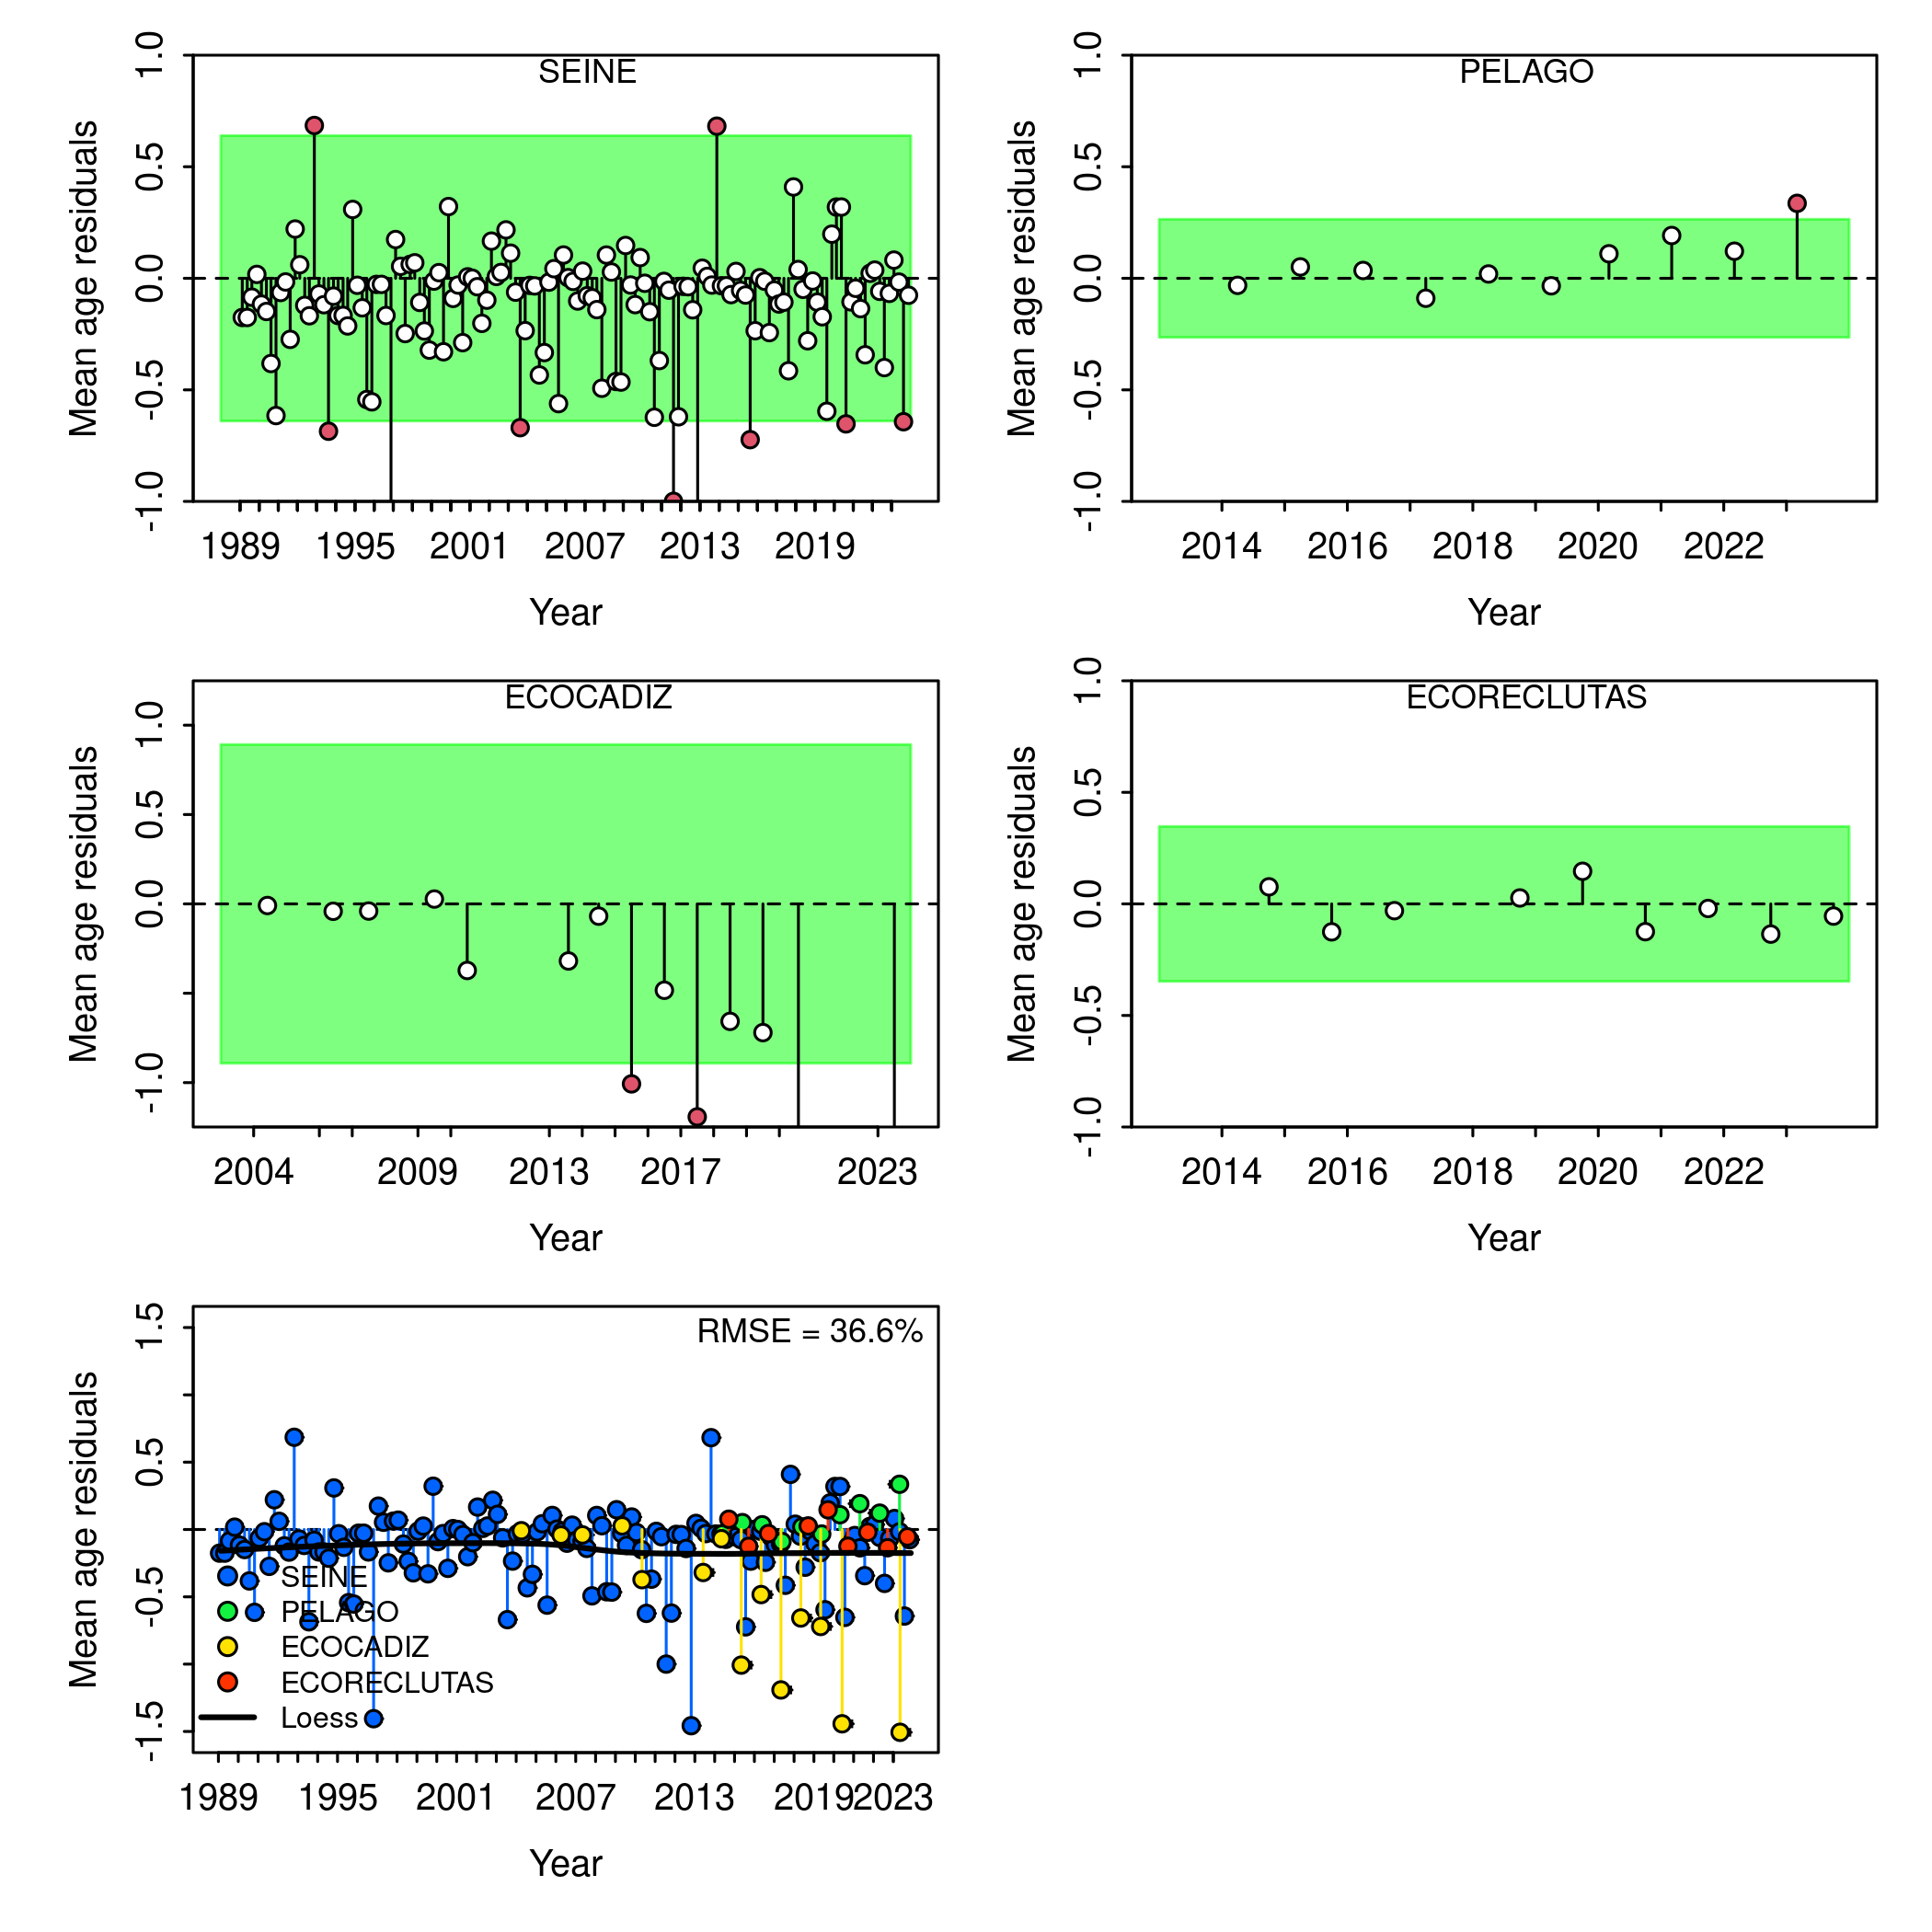 SEINE
Mean age residuals
1.0
0.5
0.0
-0.5
-1.0
1989 1995 2001 2007 2013 2019
Year
PELAGO
Mean age residuals
1.0
0.5
0.0
-0.5
-1.0
2014 2016 2018 2020 2022
Year
ECOCADIZ
Mean age residuals
1.0
0.5
0.0
-1.0
2004 2009 2013 2017 2023
Year
ECORECLUTAS
Mean age residuals
1.0
0.5
0.0
-0.5
-1.0
2014 2016 2018 2020 2022
Year
RMSE = 36.6%
Mean age residuals
1.5
0.5
-0.5
-1.5
SEINE
PELAGO
ECOCADIZ
ECORECLUTAS
Loess
1989 1995 2001 2007 2013 2019 2023
Year